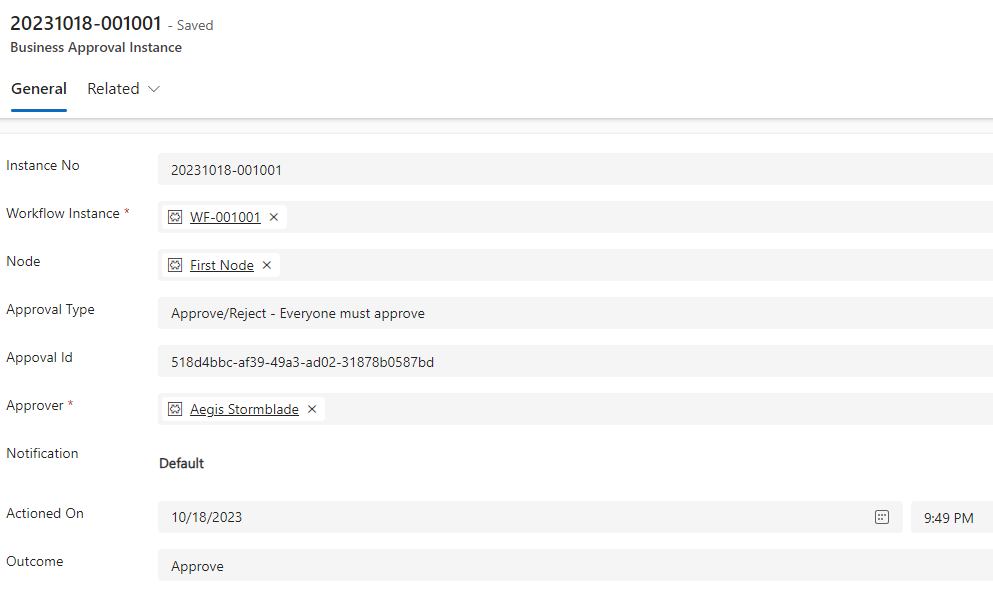 20231018-001001 - Saved
Business Approval Instance
General Related
Instance No 20231018-001001
Workflow Instance * WF-001001
Node First Node
Approval Type Approve/Reject - Everyone must approve
Appoval Id 518d4bbc-af39-49a3-ad02-31878b0587bd
Approver * Aegis Stormblade
Notification Default
Actioned On 10/18/2023 9:49 PM
Outcome Approve